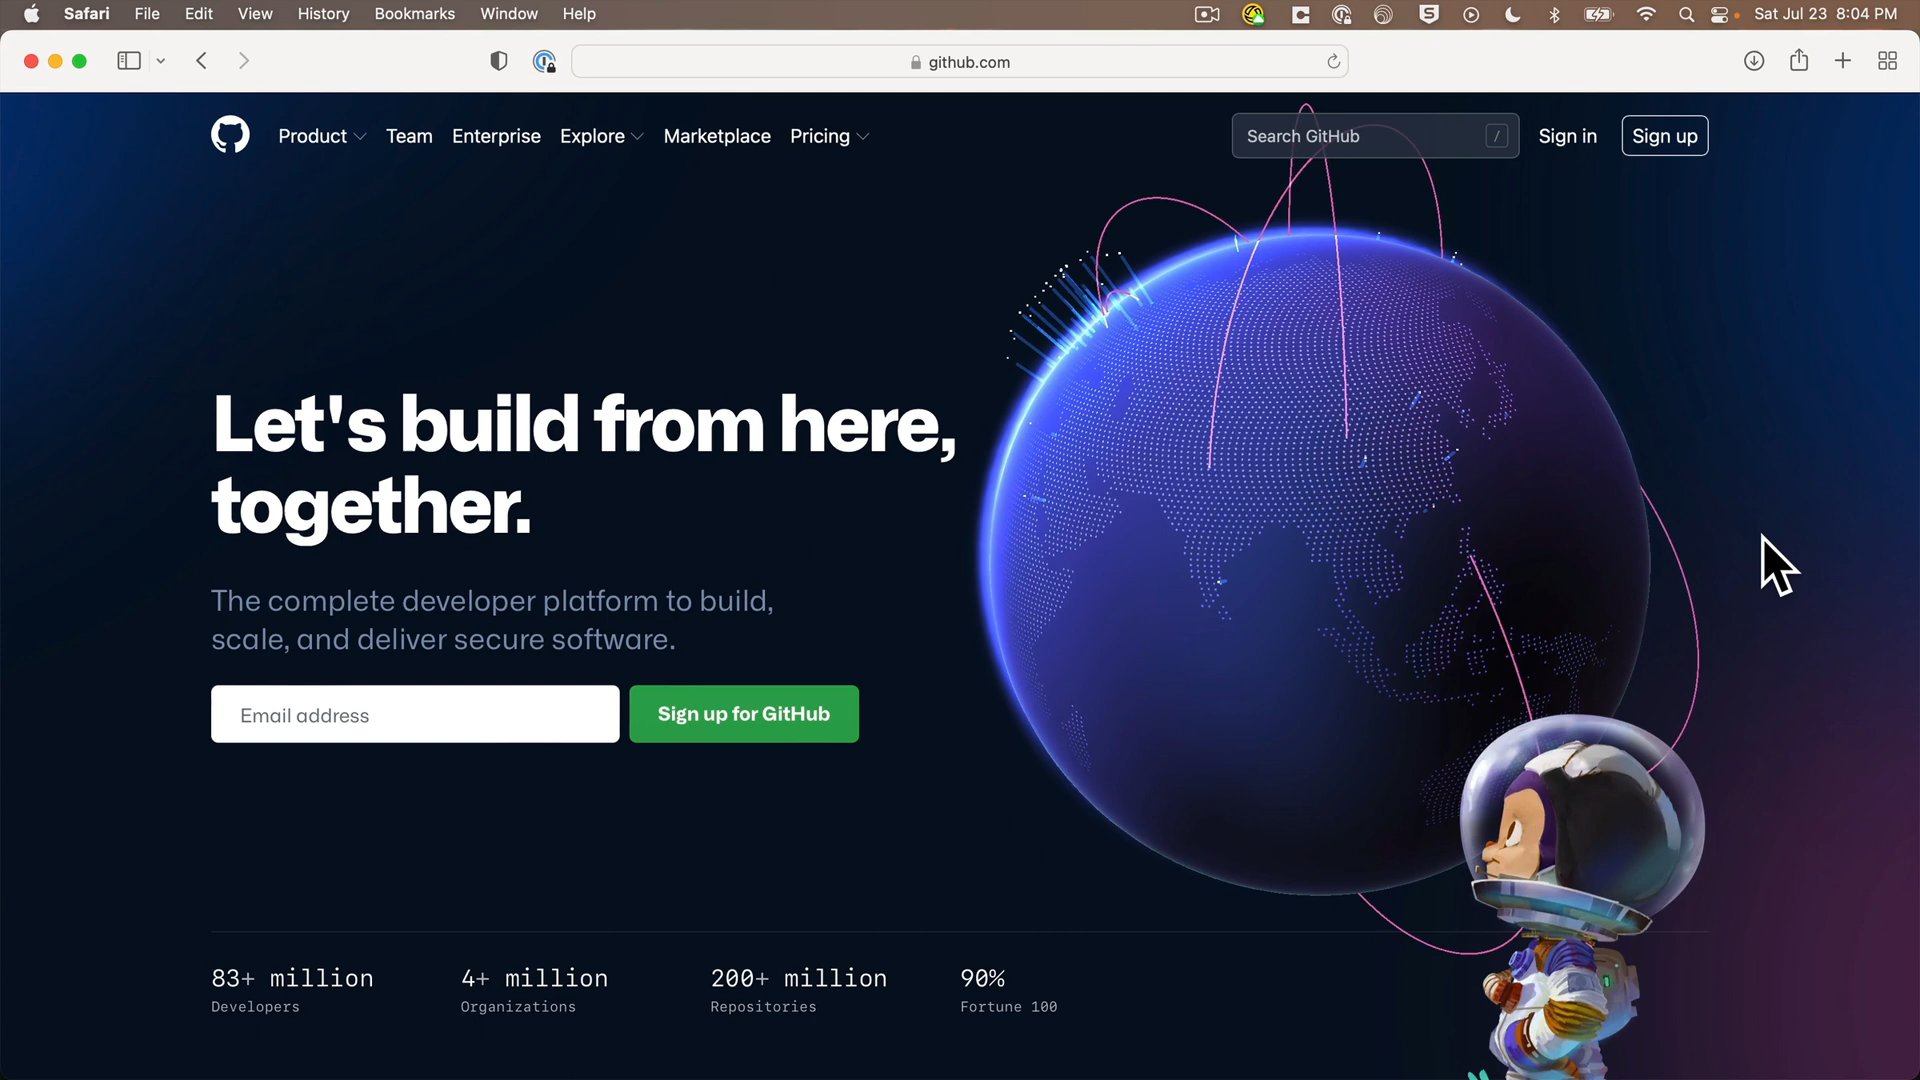 Safari File Edit View History Bookmarks Window Help
Sat Jul 23 8:04 PM
github.com
Product Team Enterprise Explore Marketplace Pricing
Search GitHub / Sign in Sign up
Let's build from here,
together.
The complete developer platform to build,
scale, and deliver secure software.
Email address Sign up for GitHub
83+ million 4+ million 200+ million 90%
Developers Organizations Repositories Fortune 100